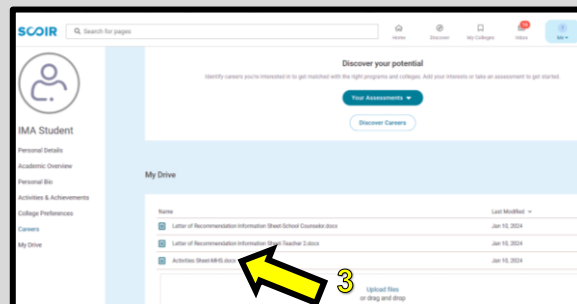 SCOIR
Search for pages
Home
Discover
My Colleges
Inbox
Me
Discover your potential
Identify careers you're interested in to get matched with the right programs and colleges. Add your interests or take an assessment to get started.
Your Assessments
Discover Careers
IMA Student
Personal Details
Academic Overview
Personal Bio
Activities & Achievements
College Preferences
Careers
My Drive
My Drive
Name
Last Modified
Letter of Recommendation Information Sheet School Counselor.docx
Jan 10, 2024
Letter of Recommendation Information Sheet Teacher 2.docx
Jan 10, 2024
Activities Sheet-MHS.docx
Jan 10, 2024
3
Upload files
or drag and drop